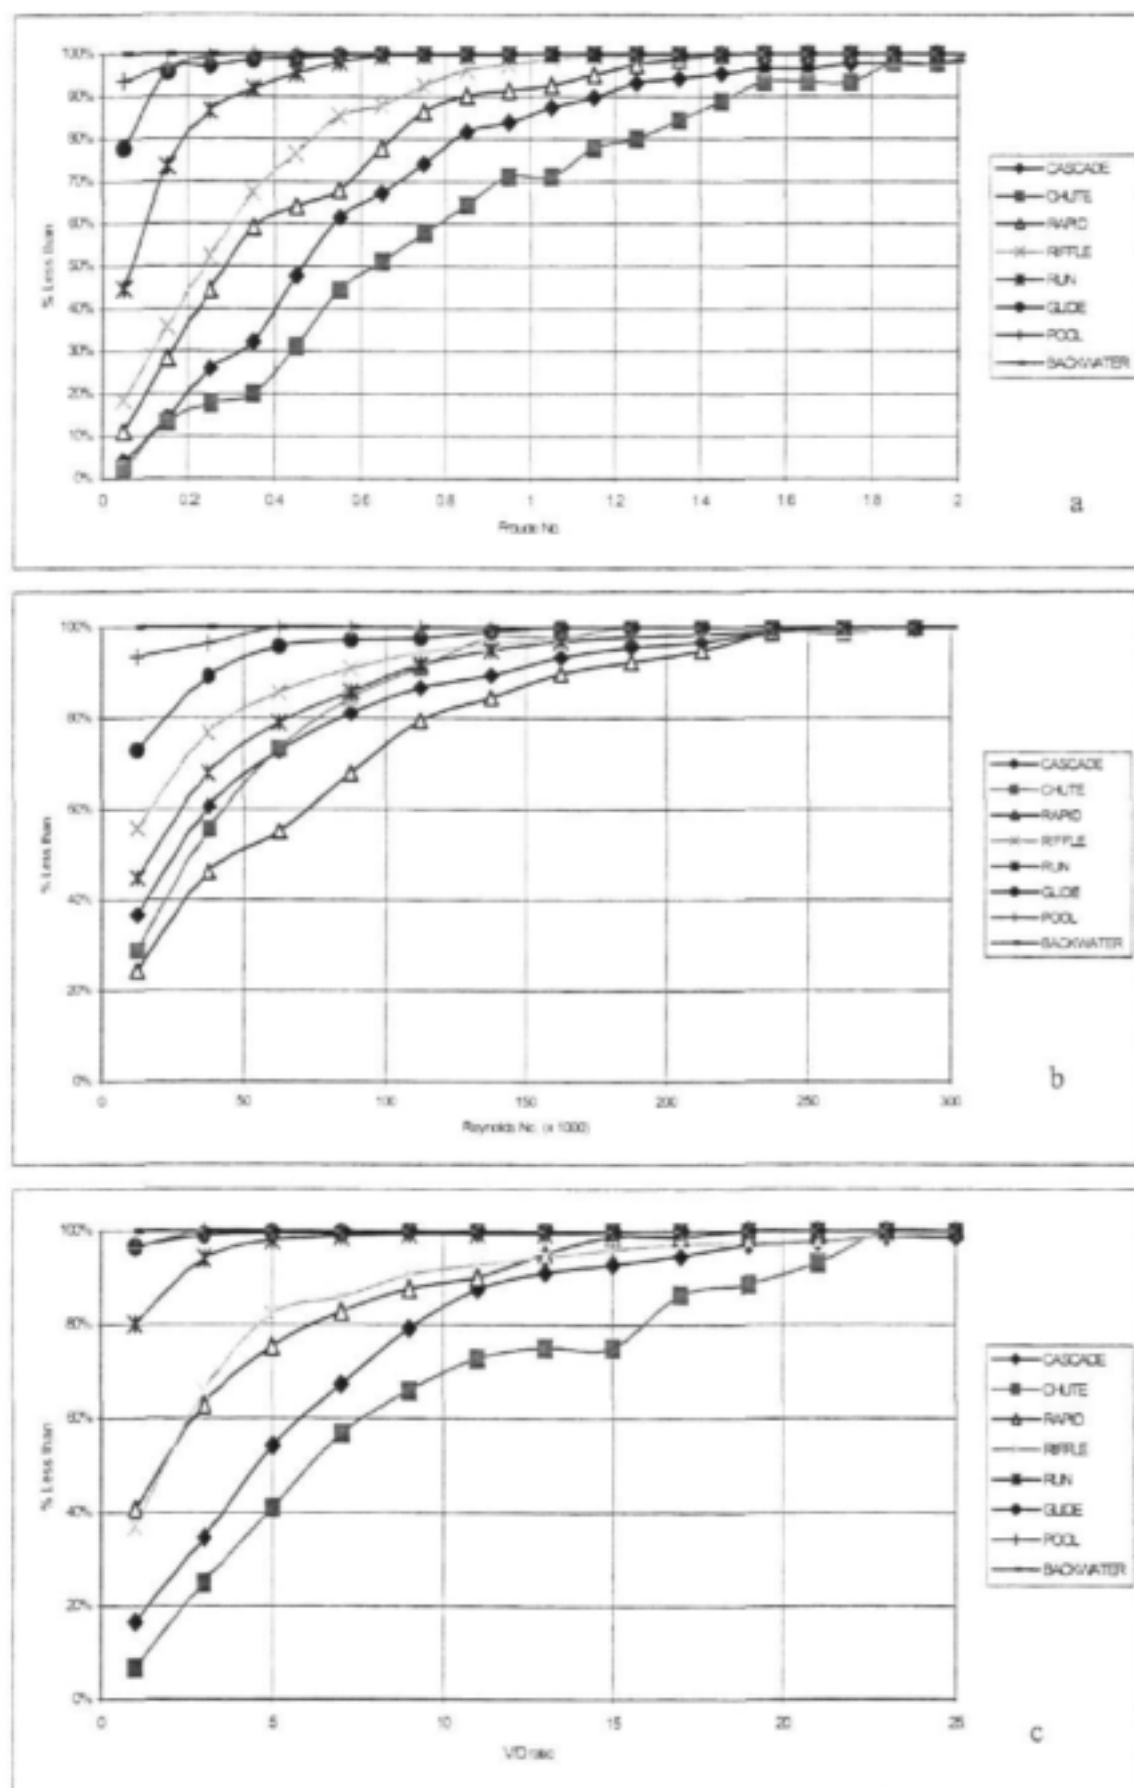 100%
90%
80%
70%
60%
50%
40%
30%
20%
10%
0%
% Less than
0 0.2 0.4 0.6 0.8 1 1.2 1.4 1.6 1.8 2
Froude No.
CASCADE
CHUTE
RAPID
RIFFLE
RUN
GLIDE
POOL
BACKWATER
a
100%
80%
60%
40%
20%
0%
% Less than
0 50 100 150 200 250 300
Reynolds No. (x 1000)
CASCADE
CHUTE
RAPID
RIFFLE
RUN
GLIDE
POOL
BACKWATER
b
100%
80%
60%
40%
20%
0%
% Less than
0 5 10 15 20 25
V/D ratio
CASCADE
CHUTE
RAPID
RIFFLE
RUN
GLIDE
POOL
BACKWATER
c